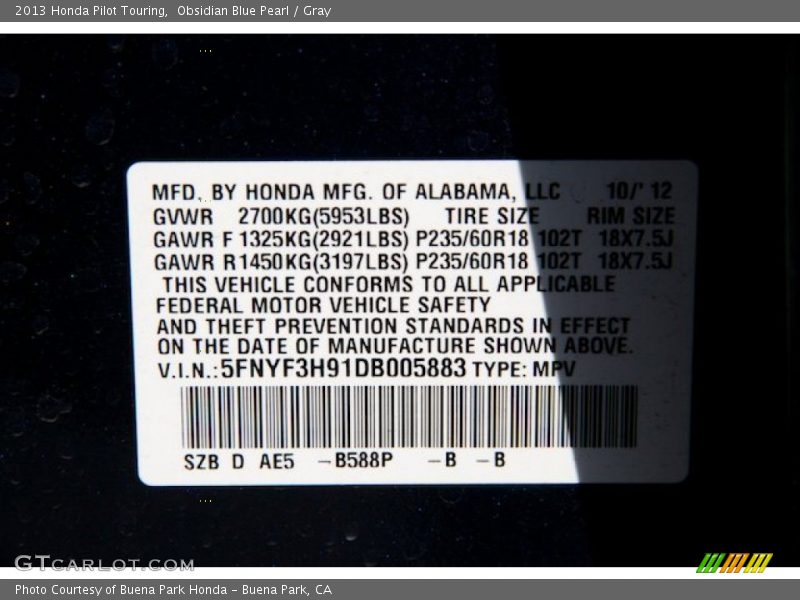 2013 Honda Pilot Touring, Obsidian Blue Pearl / Gray
MFD. BY HONDA MFG. OF ALABAMA, LLC 10/' 12
GVWR 2700KG(5953LBS) TIRE SIZE RIM SIZE
GAWR F 1325KG(2921LBS) P235/60R18 102T 18X7.5J
GAWR R 1450KG(3197LBS) P235/60R18 102T 18X7.5J
THIS VEHICLE CONFORMS TO ALL APPLICABLE
FEDERAL MOTOR VEHICLE SAFETY
AND THEFT PREVENTION STANDARDS IN EFFECT
ON THE DATE OF MANUFACTURE SHOWN ABOVE.
V.I.N.: 5FNYF3H91DB005883 TYPE: MPV
SZB D AE5 -B588P -B -B
GTCARLOT.COM
Photo Courtesy of Buena Park Honda - Buena Park, CA